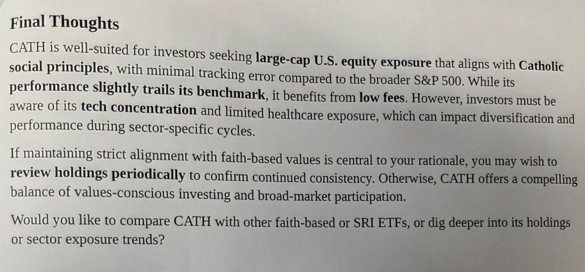 Final Thoughts
CATH is well-suited for investors seeking large-cap U.S. equity exposure that aligns with Catholic
social principles, with minimal tracking error compared to the broader S&P 500. While its
performance slightly trails its benchmark, it benefits from low fees. However, investors must be
aware of its tech concentration and limited healthcare exposure, which can impact diversification and
performance during sector-specific cycles.
If maintaining strict alignment with faith-based values is central to your rationale, you may wish to
review holdings periodically to confirm continued consistency. Otherwise, CATH offers a compelling
balance of values-conscious investing and broad-market participation.
Would you like to compare CATH with other faith-based or SRI ETFs, or dig deeper into its holdings
or sector exposure trends?